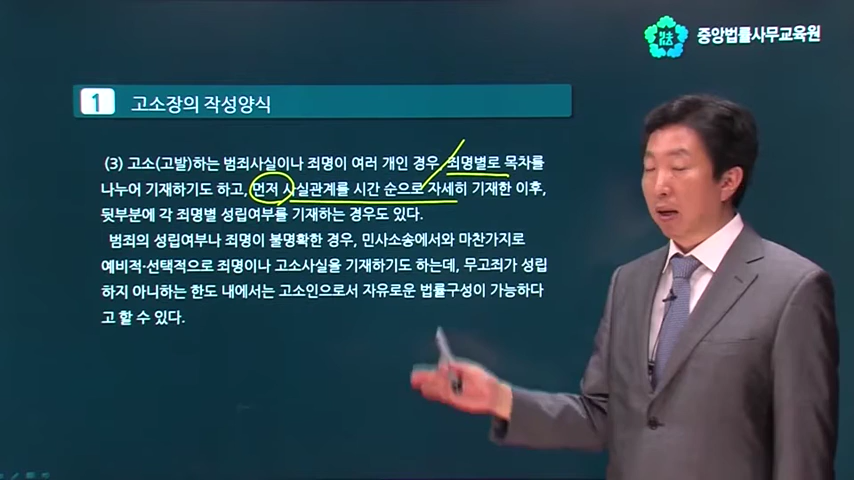 中央법률사무교육원
1 고소장의 작성양식
(3) 고소(고발)하는 범죄사실이나 죄명이 여러 개인 경우, 죄명별로 목차를
나누어 기재하기도 하고, 먼저 사실관계를 시간 순으로 자세히 기재한 이후,
뒷부분에 각 죄명별 성립여부를 기재하는 경우도 있다.
범죄의 성립여부나 죄명이 불명확한 경우, 민사소송에서와 마찬가지로
예비적·선택적으로 죄명이나 고소사실을 기재하기도 하는데, 무고죄가 성립
하지 아니하는 한도 내에서는 고소인으로서 자유로운 법률구성이 가능하다
고 할 수 있다.